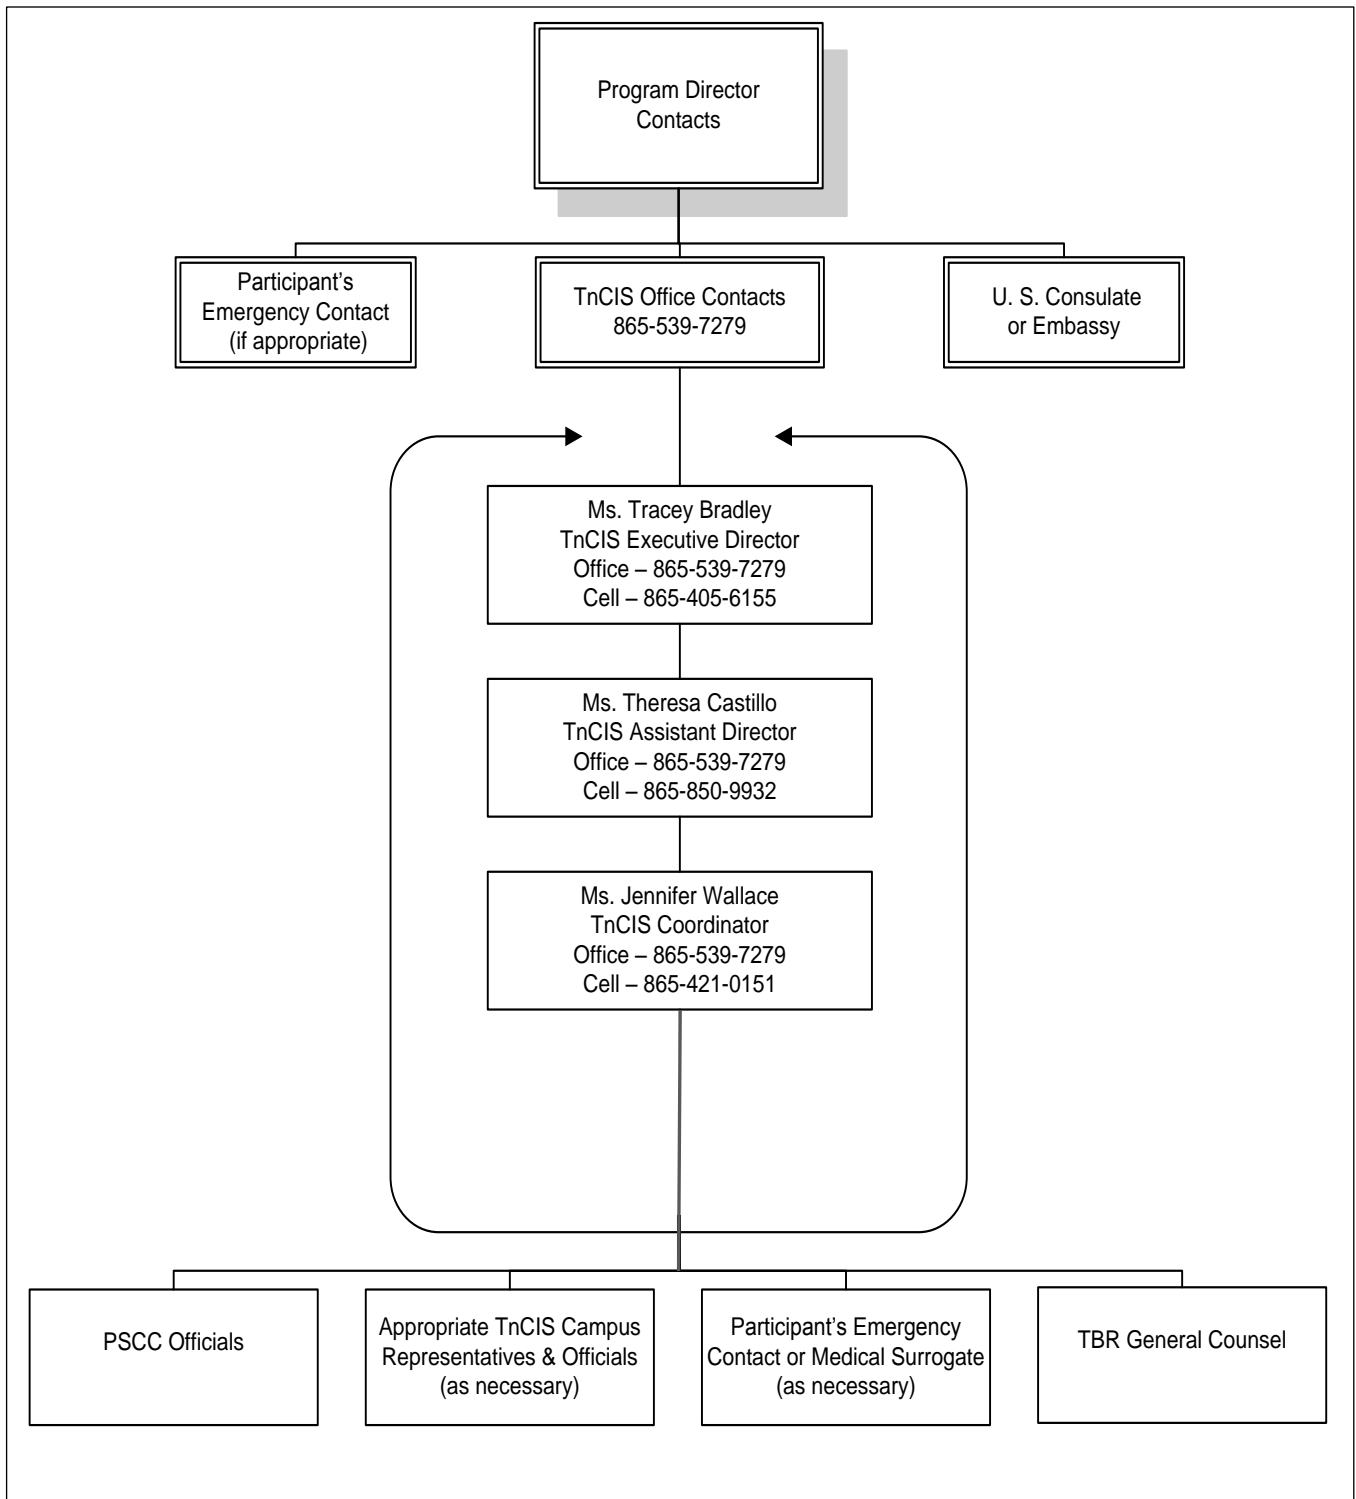 Program Director
Contacts
Participant's
Emergency Contact
(if appropriate)
TnCIS Office Contacts
865-539-7279
U. S. Consulate
or Embassy
Ms. Tracey Bradley
TnCIS Executive Director
Office – 865-539-7279
Cell – 865-405-6155
Ms. Theresa Castillo
TnCIS Assistant Director
Office – 865-539-7279
Cell – 865-850-9932
Ms. Jennifer Wallace
TnCIS Coordinator
Office – 865-539-7279
Cell – 865-421-0151
PSCC Officials
Appropriate TnCIS Campus
Representatives & Officials
(as necessary)
Participant's Emergency
Contact or Medical Surrogate
(as necessary)
TBR General Counsel